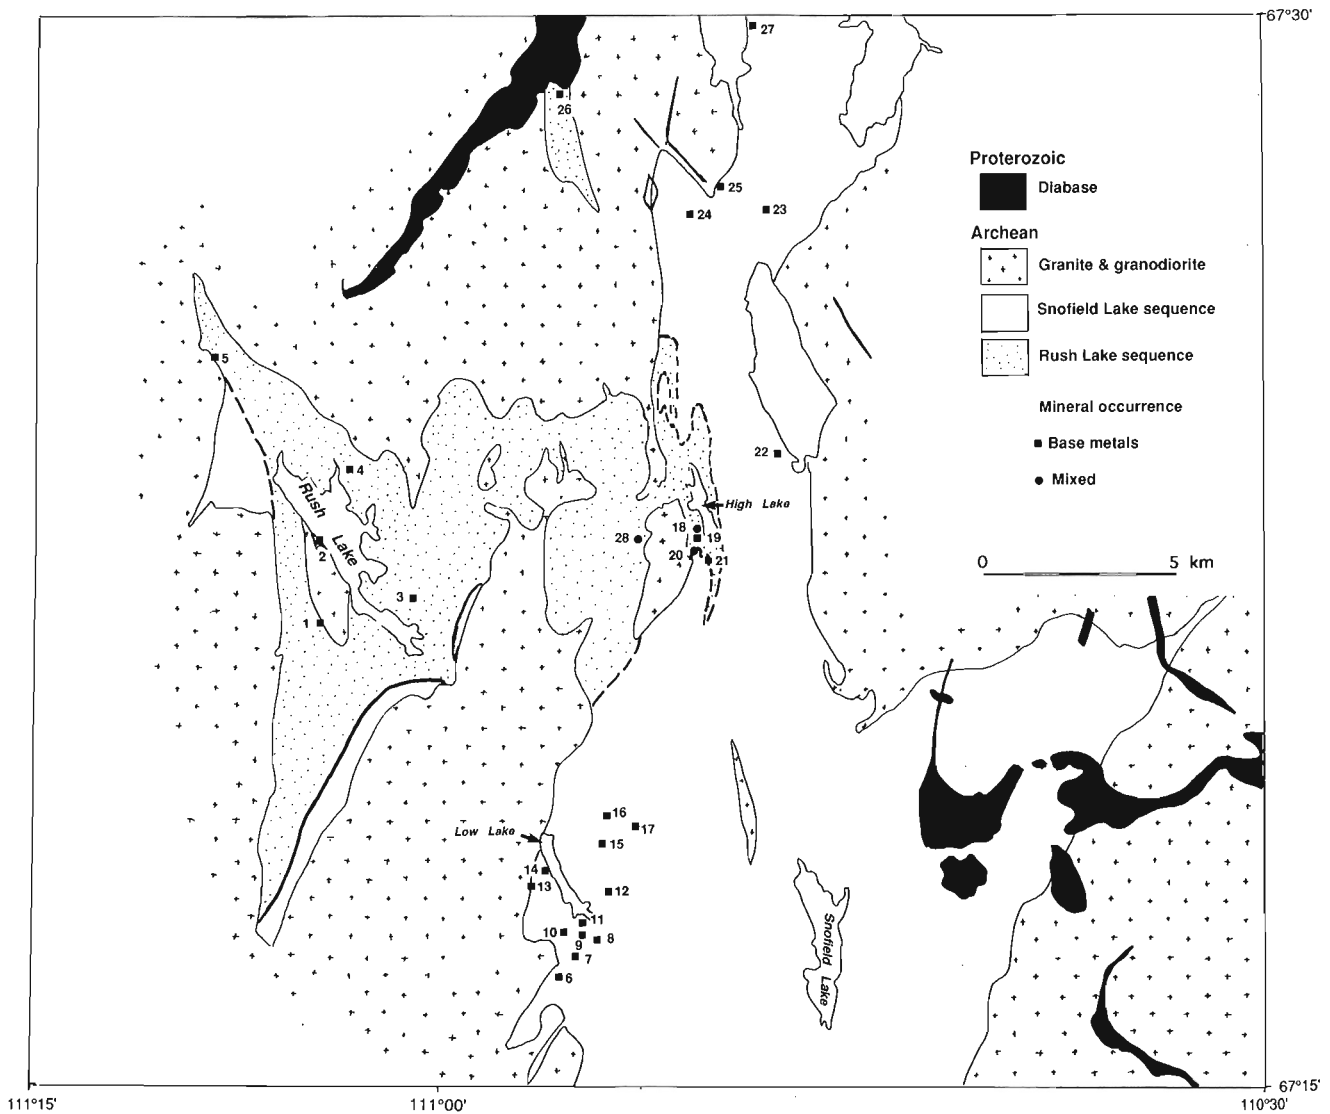 67°30'
27
26
25
24
23
Proterozoic
Diabase
Archean
Granite & granodiorite
Snofield Lake sequence
Rush Lake sequence
Mineral occurrence
Base metals
Mixed
0 5 km
5
4
22
Rush Lake
High Lake
18
28
19
2
20
21
3
1
16
Low Lake
17
15
14
13
12
11
10
8
9
7
6
Snofield Lake
67°15'
111°15'
111°00'
110°30'